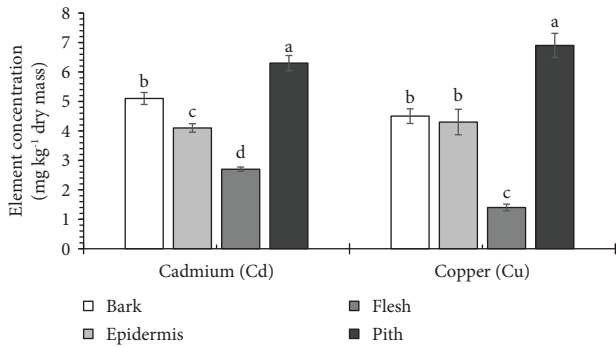 Element concentration
(mg kg⁻¹ dry mass)
8
7
6
5
4
3
2
1
0
b
c
d
a
b
b
c
a
Cadmium (Cd)
Copper (Cu)
Bark
Flesh
Epidermis
Pith